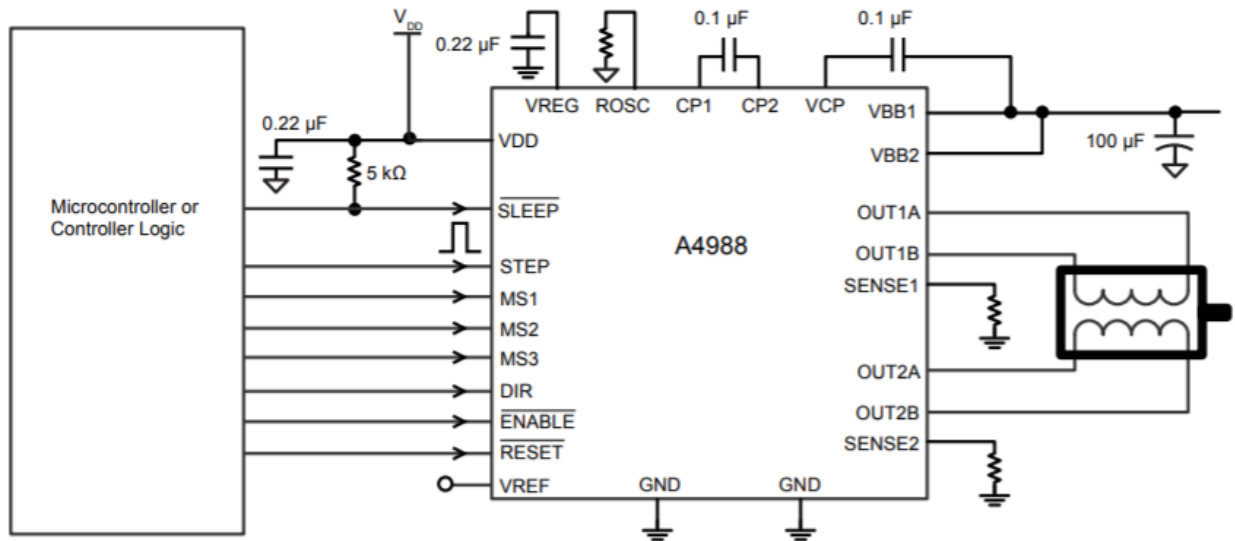 V_DD
0.1 µF
0.1 µF
0.22 µF
VREG
ROSC
CP1
CP2
VCP
VBB1
0.22 µF
VDD
100 µF
VBB2
5 kΩ
Microcontroller or
Controller Logic
SLEEP
OUT1A
A4988
OUT1B
STEP
SENSE1
MS1
MS2
MS3
OUT2A
DIR
OUT2B
ENABLE
SENSE2
RESET
VREF
GND
GND